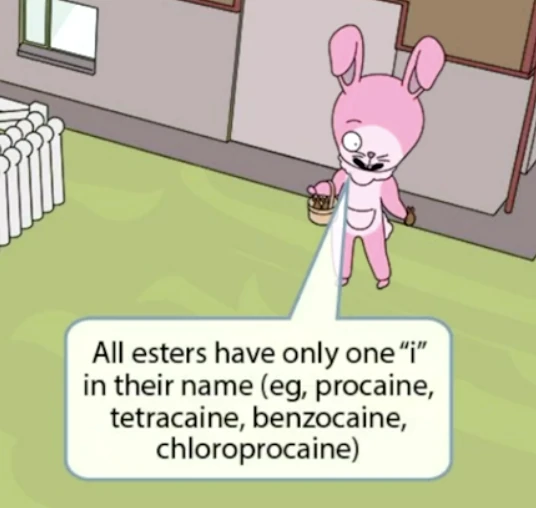 All esters have only one “i”
in their name (eg, procaine,
tetracaine, benzocaine,
chloroprocaine)